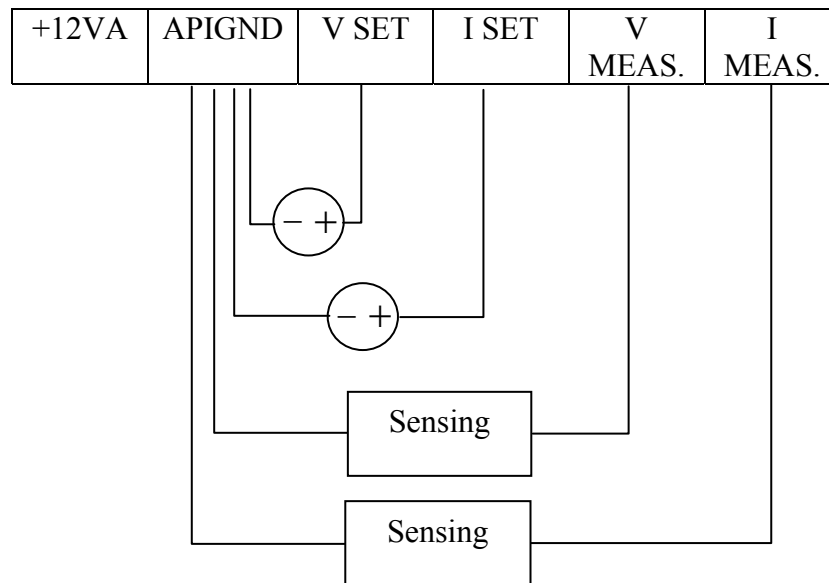 +12VA APIGND V SET I SET V MEAS. I MEAS.
− +
− +
Sensing
Sensing